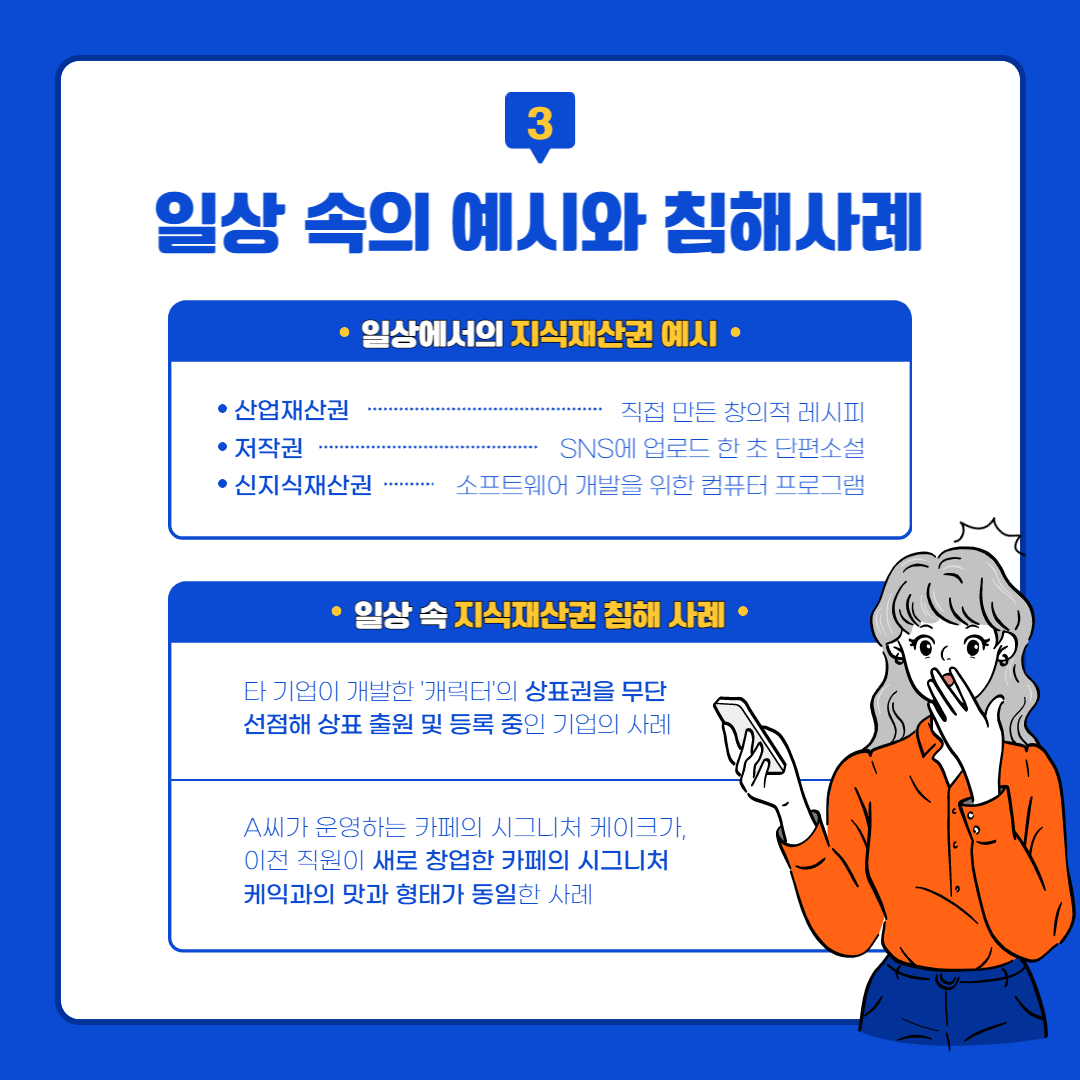 3
일상 속의 예시와 침해사례
• 일상에서의 지식재산권 예시 •
• 산업재산권 ········ 직접 만든 창의적 레시피
• 저작권 ········ SNS에 업로드 한 초 단편소설
• 신지식재산권 ········ 소프트웨어 개발을 위한 컴퓨터 프로그램
• 일상 속 지식재산권 침해 사례 •
타 기업이 개발한 '캐릭터'의 상표권을 무단
선점해 상표 출원 및 등록 중인 기업의 사례
A씨가 운영하는 카페의 시그니처 케이크가,
이전 직원이 새로 창업한 카페의 시그니처
케익과의 맛과 형태가 동일한 사례